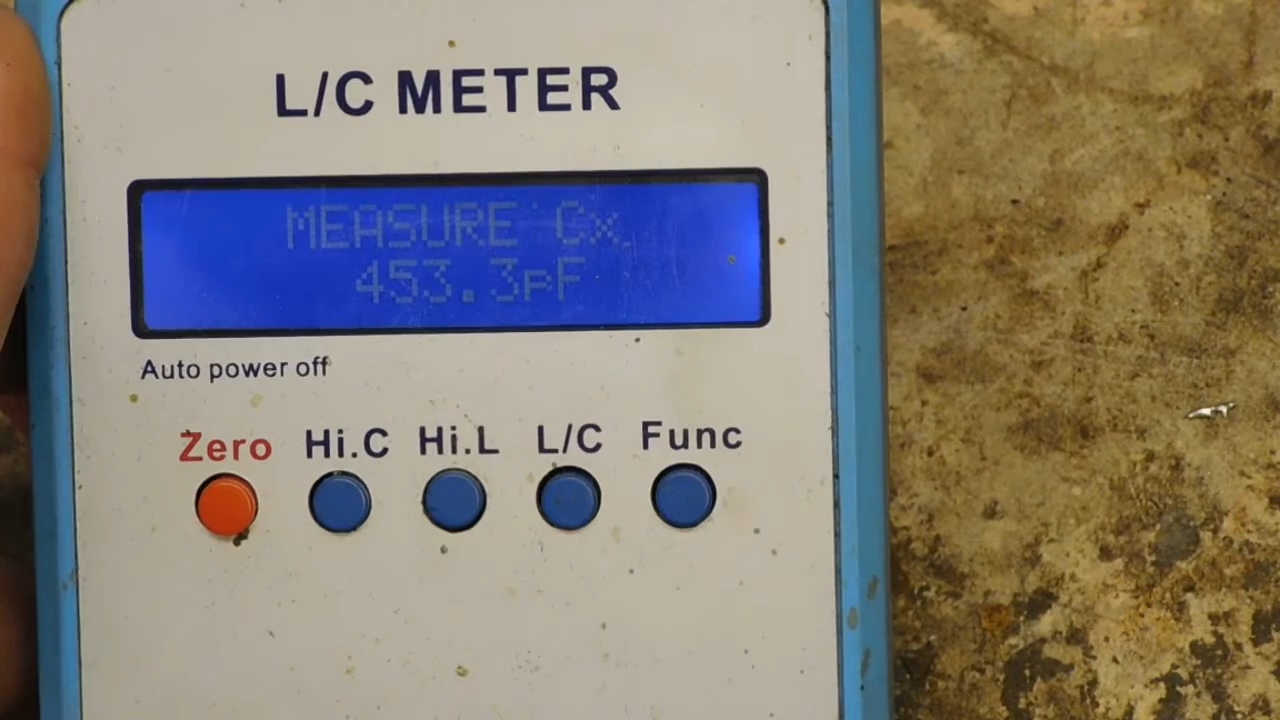 L/C METER
MEASURE Cx
453.3pF
Auto power off
Zero Hi.C Hi.L L/C Func